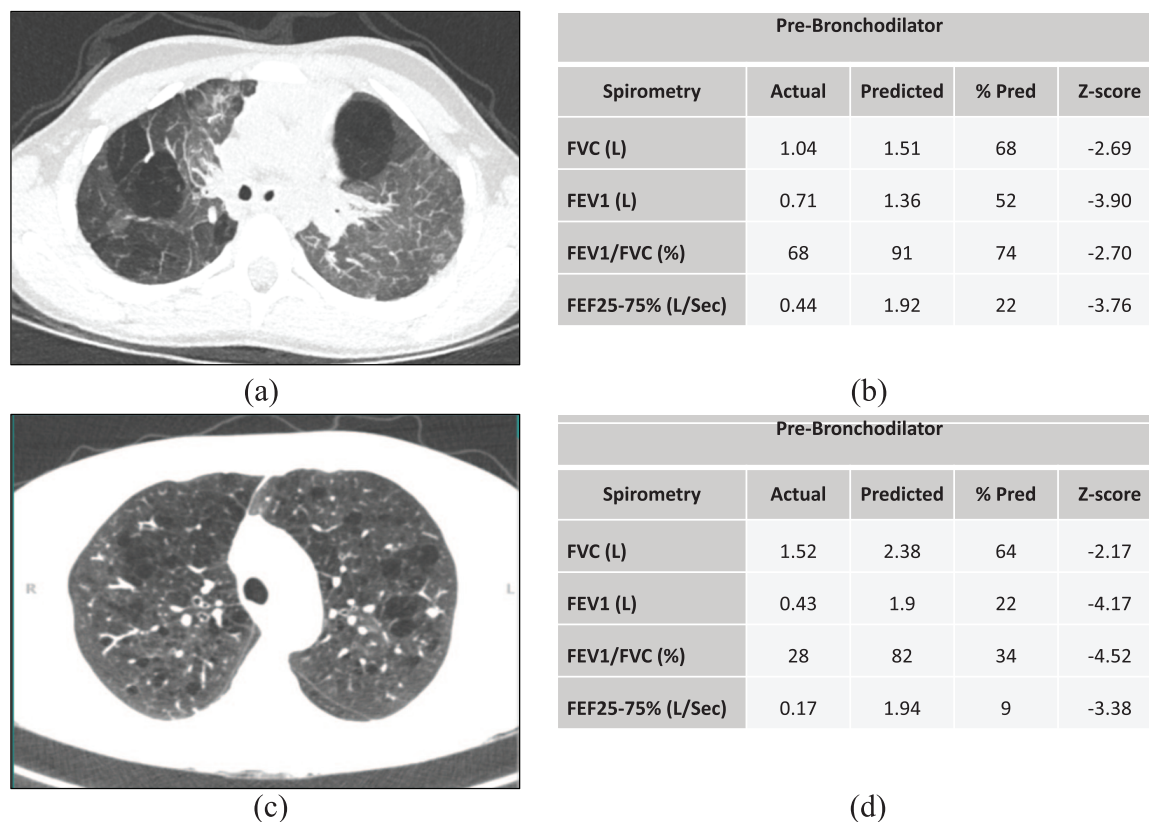 Pre-Bronchodilator
Spirometry Actual Predicted % Pred Z-score
FVC (L) 1.04 1.51 68 -2.69
FEV1 (L) 0.71 1.36 52 -3.90
FEV1/FVC (%) 68 91 74 -2.70
FEF25-75% (L/Sec) 0.44 1.92 22 -3.76
(a) (b)
Pre-Bronchodilator
Spirometry Actual Predicted % Pred Z-score
FVC (L) 1.52 2.38 64 -2.17
FEV1 (L) 0.43 1.9 22 -4.17
R L
FEV1/FVC (%) 28 82 34 -4.52
FEF25-75% (L/Sec) 0.17 1.94 9 -3.38
(c) (d)